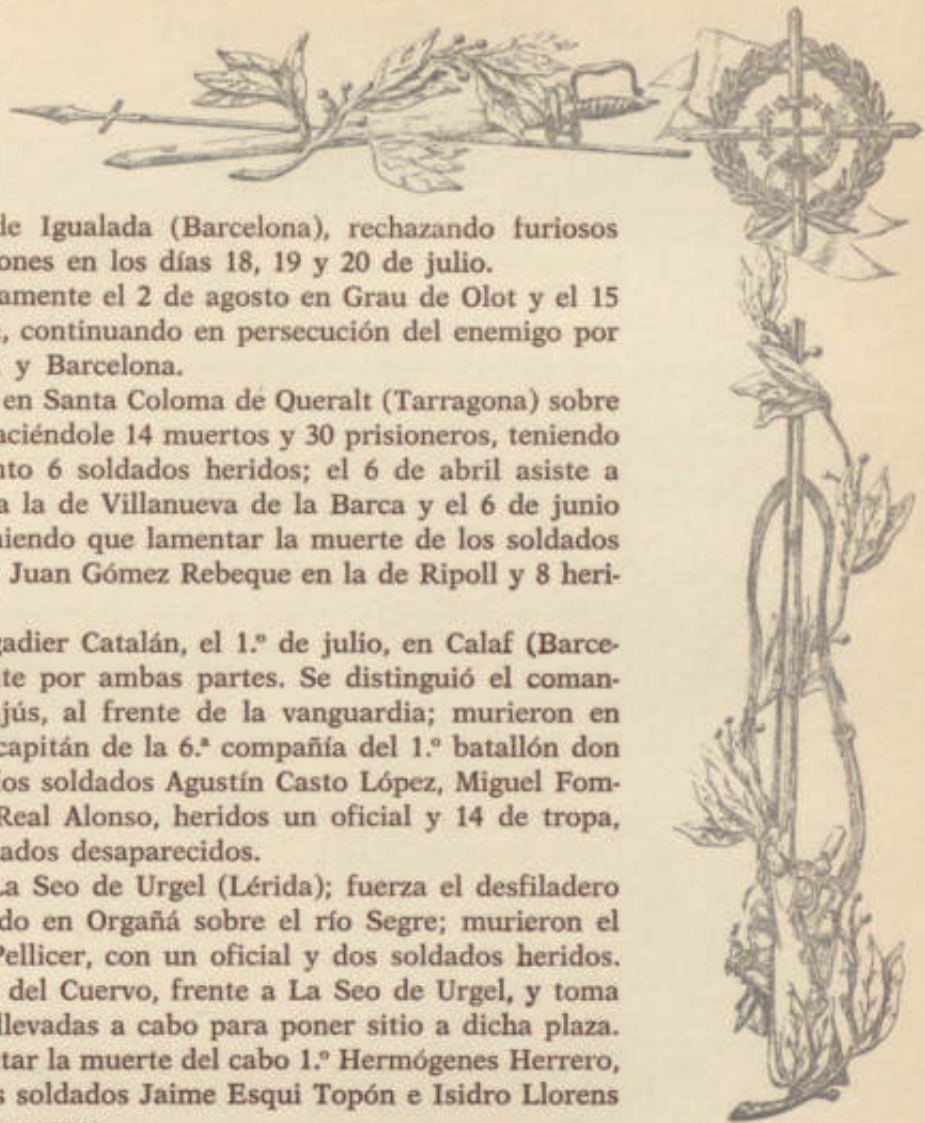 de Igualada (Barcelona), rechazando furiosos
ones en los días 18, 19 y 20 de julio.
amente el 2 de agosto en Grau de Olot y el 15
, continuando en persecución del enemigo por
y Barcelona.
en Santa Coloma de Queralt (Tarragona) sobre
aciéndole 14 muertos y 30 prisioneros, teniendo
nto 6 soldados heridos; el 6 de abril asiste a
a la de Villanueva de la Barca y el 6 de junio
niendo que lamentar la muerte de los soldados
Juan Gómez Rebeque en la de Ripoll y 8 heri-
gadier Catalán, el 1.º de julio, en Calaf (Barce-
nte por ambas partes. Se distinguió el coman-
jús, al frente de la vanguardia; murieron en
capitán de la 6.ª compañía del 1.º batallón don
los soldados Agustín Casto López, Miguel Fom-
Real Alonso, heridos un oficial y 14 de tropa,
ados desaparecidos.
La Seo de Urgel (Lérida); fuerza el desfiladero
do en Orgañá sobre el río Segre; murieron el
Pellicer, con un oficial y dos soldados heridos.
del Cuervo, frente a La Seo de Urgel, y toma
llevadas a cabo para poner sitio a dicha plaza.
tar la muerte del cabo 1.º Hermógenes Herrero,
s soldados Jaime Esqui Topón e Isidro Llorens